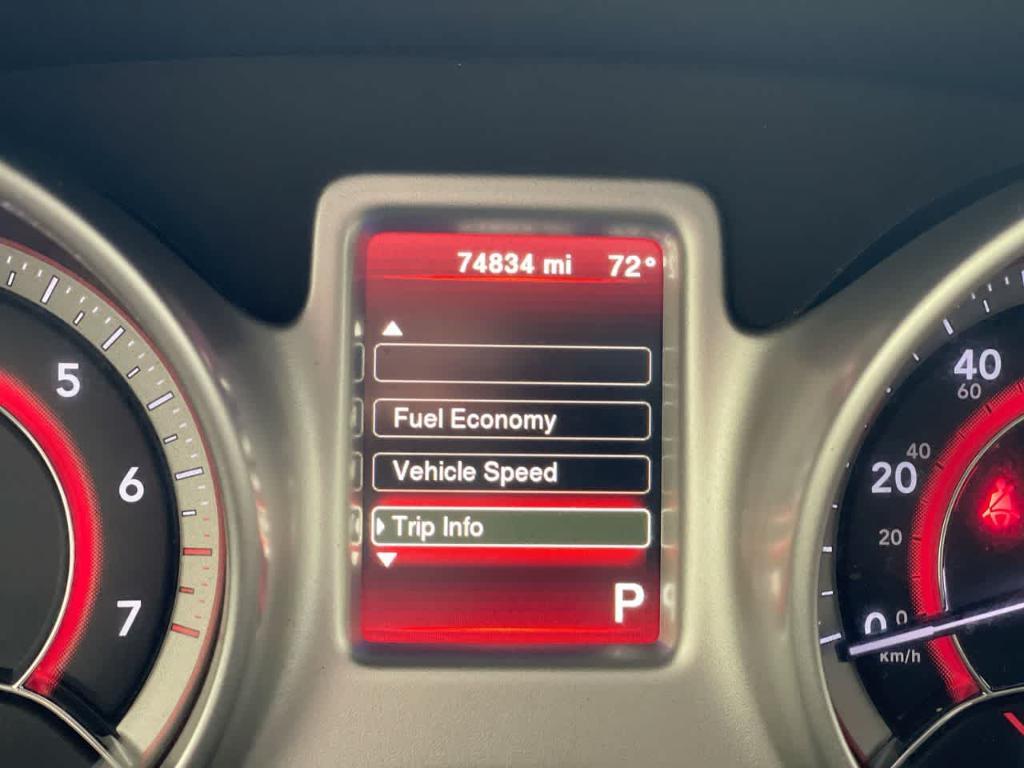 74834 mi 72°
Fuel Economy
Vehicle Speed
Trip Info
P
5
6
7
40
60
40
20
20
0
0
km/h